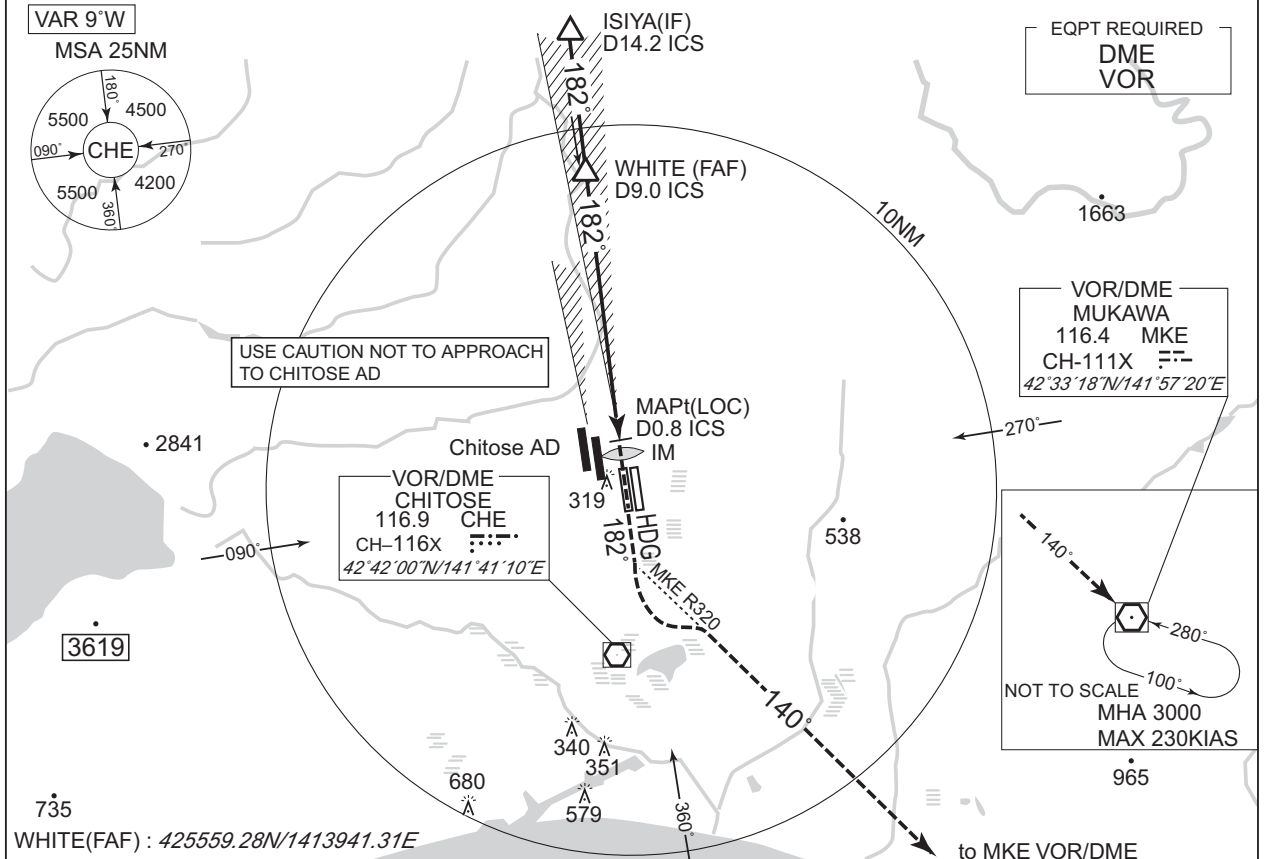 VAR 9˚W
MSA 25NM
180˚
5500
4500
090˚
CHE
270˚
5500
4200
360˚
ISIYA(IF)
D14.2 ICS
182˚
WHITE (FAF)
D9.0 ICS
182˚
EQPT REQUIRED
DME
VOR
1663
10NM
VOR/DME
MUKAWA
116.4 MKE
CH-111X
42˚33´18˝N/141˚57´20˝E
USE CAUTION NOT TO APPROACH
TO CHITOSE AD
MAPt(LOC)
D0.8 ICS
IM
Chitose AD
2841
270˚
319
VOR/DME
CHITOSE
116.9 CHE
CH–116X
42˚42´00˝N/141˚41´10˝E
090˚
HDG
182˚
MKE R320
538
3619
140˚
140˚
280˚
100˚
NOT TO SCALE
MHA 3000
MAX 230KIAS
340
351
680
579
360˚
965
735
WHITE(FAF) : 425559.28N/1413941.31E
to MKE VOR/DME